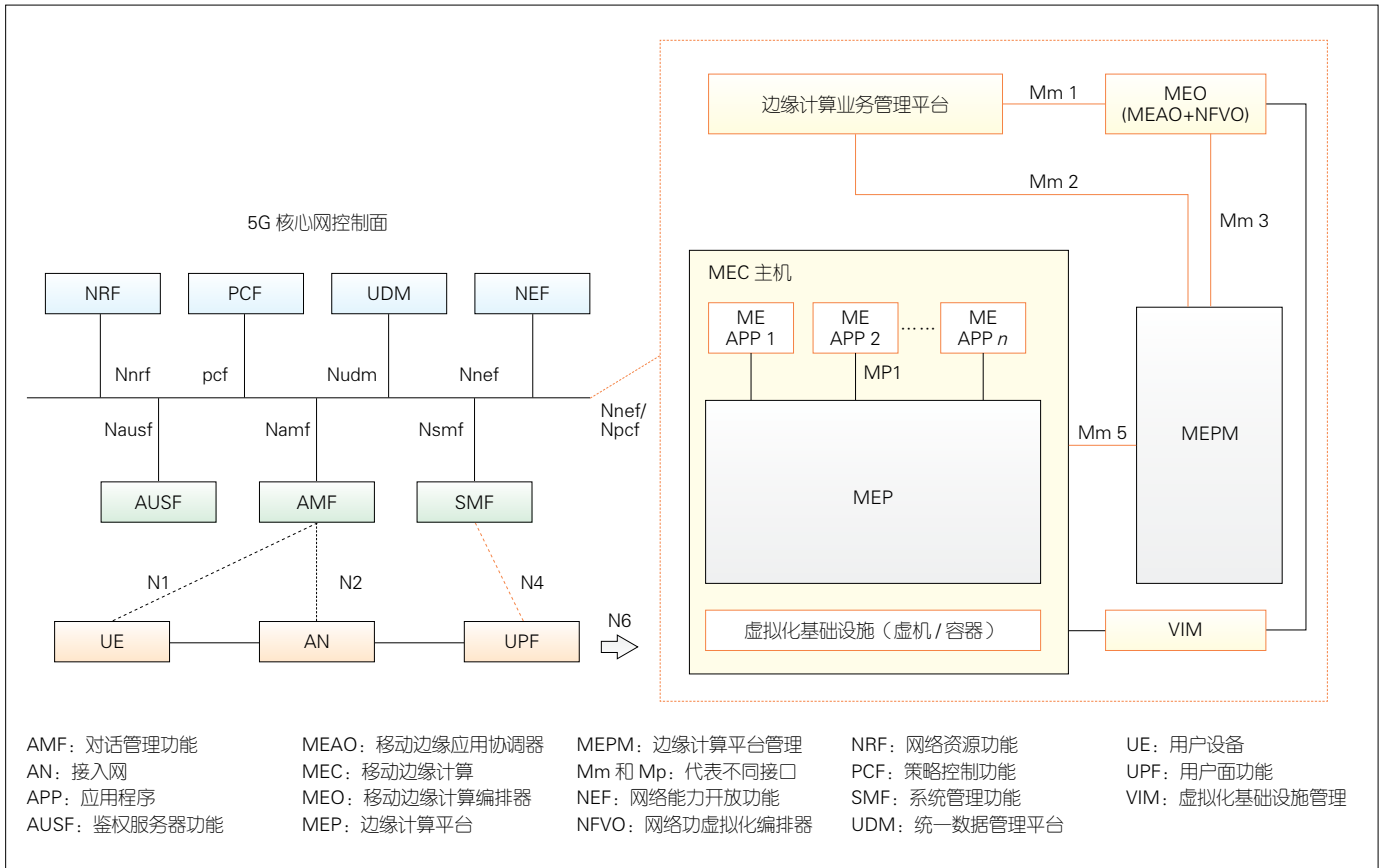 边缘计算业务管理平台
Mm 1
MEO
(MEAO+NFVO)
Mm 2
Mm 3
5G 核心网控制面
MEC 主机
NRF
PCF
UDM
NEF
ME
APP 1
ME
APP 2
……
ME
APP n
MP1
Nnrf
pcf
Nudm
Nnef
Nnef/
Npcf
Nausf
Namf
Nsmf
Mm 5
MEPM
MEP
AUSF
AMF
SMF
N1
N2
N4
N6
UE
AN
UPF
虚拟化基础设施（虚机/容器）
VIM
AMF：对话管理功能
AN：接入网
APP：应用程序
AUSF：鉴权服务器功能
MEAO：移动边缘应用协调器
MEC：移动边缘计算
MEO：移动边缘计算编排器
MEP：边缘计算平台
MEPM：边缘计算平台管理
Mm 和 Mp：代表不同接口
NEF：网络能力开放功能
NFVO：网络功虚拟化编排器
NRF：网络资源功能
PCF：策略控制功能
SMF：系统管理功能
UDM：统一数据管理平台
UE：用户设备
UPF：用户面功能
VIM：虚拟化基础设施管理